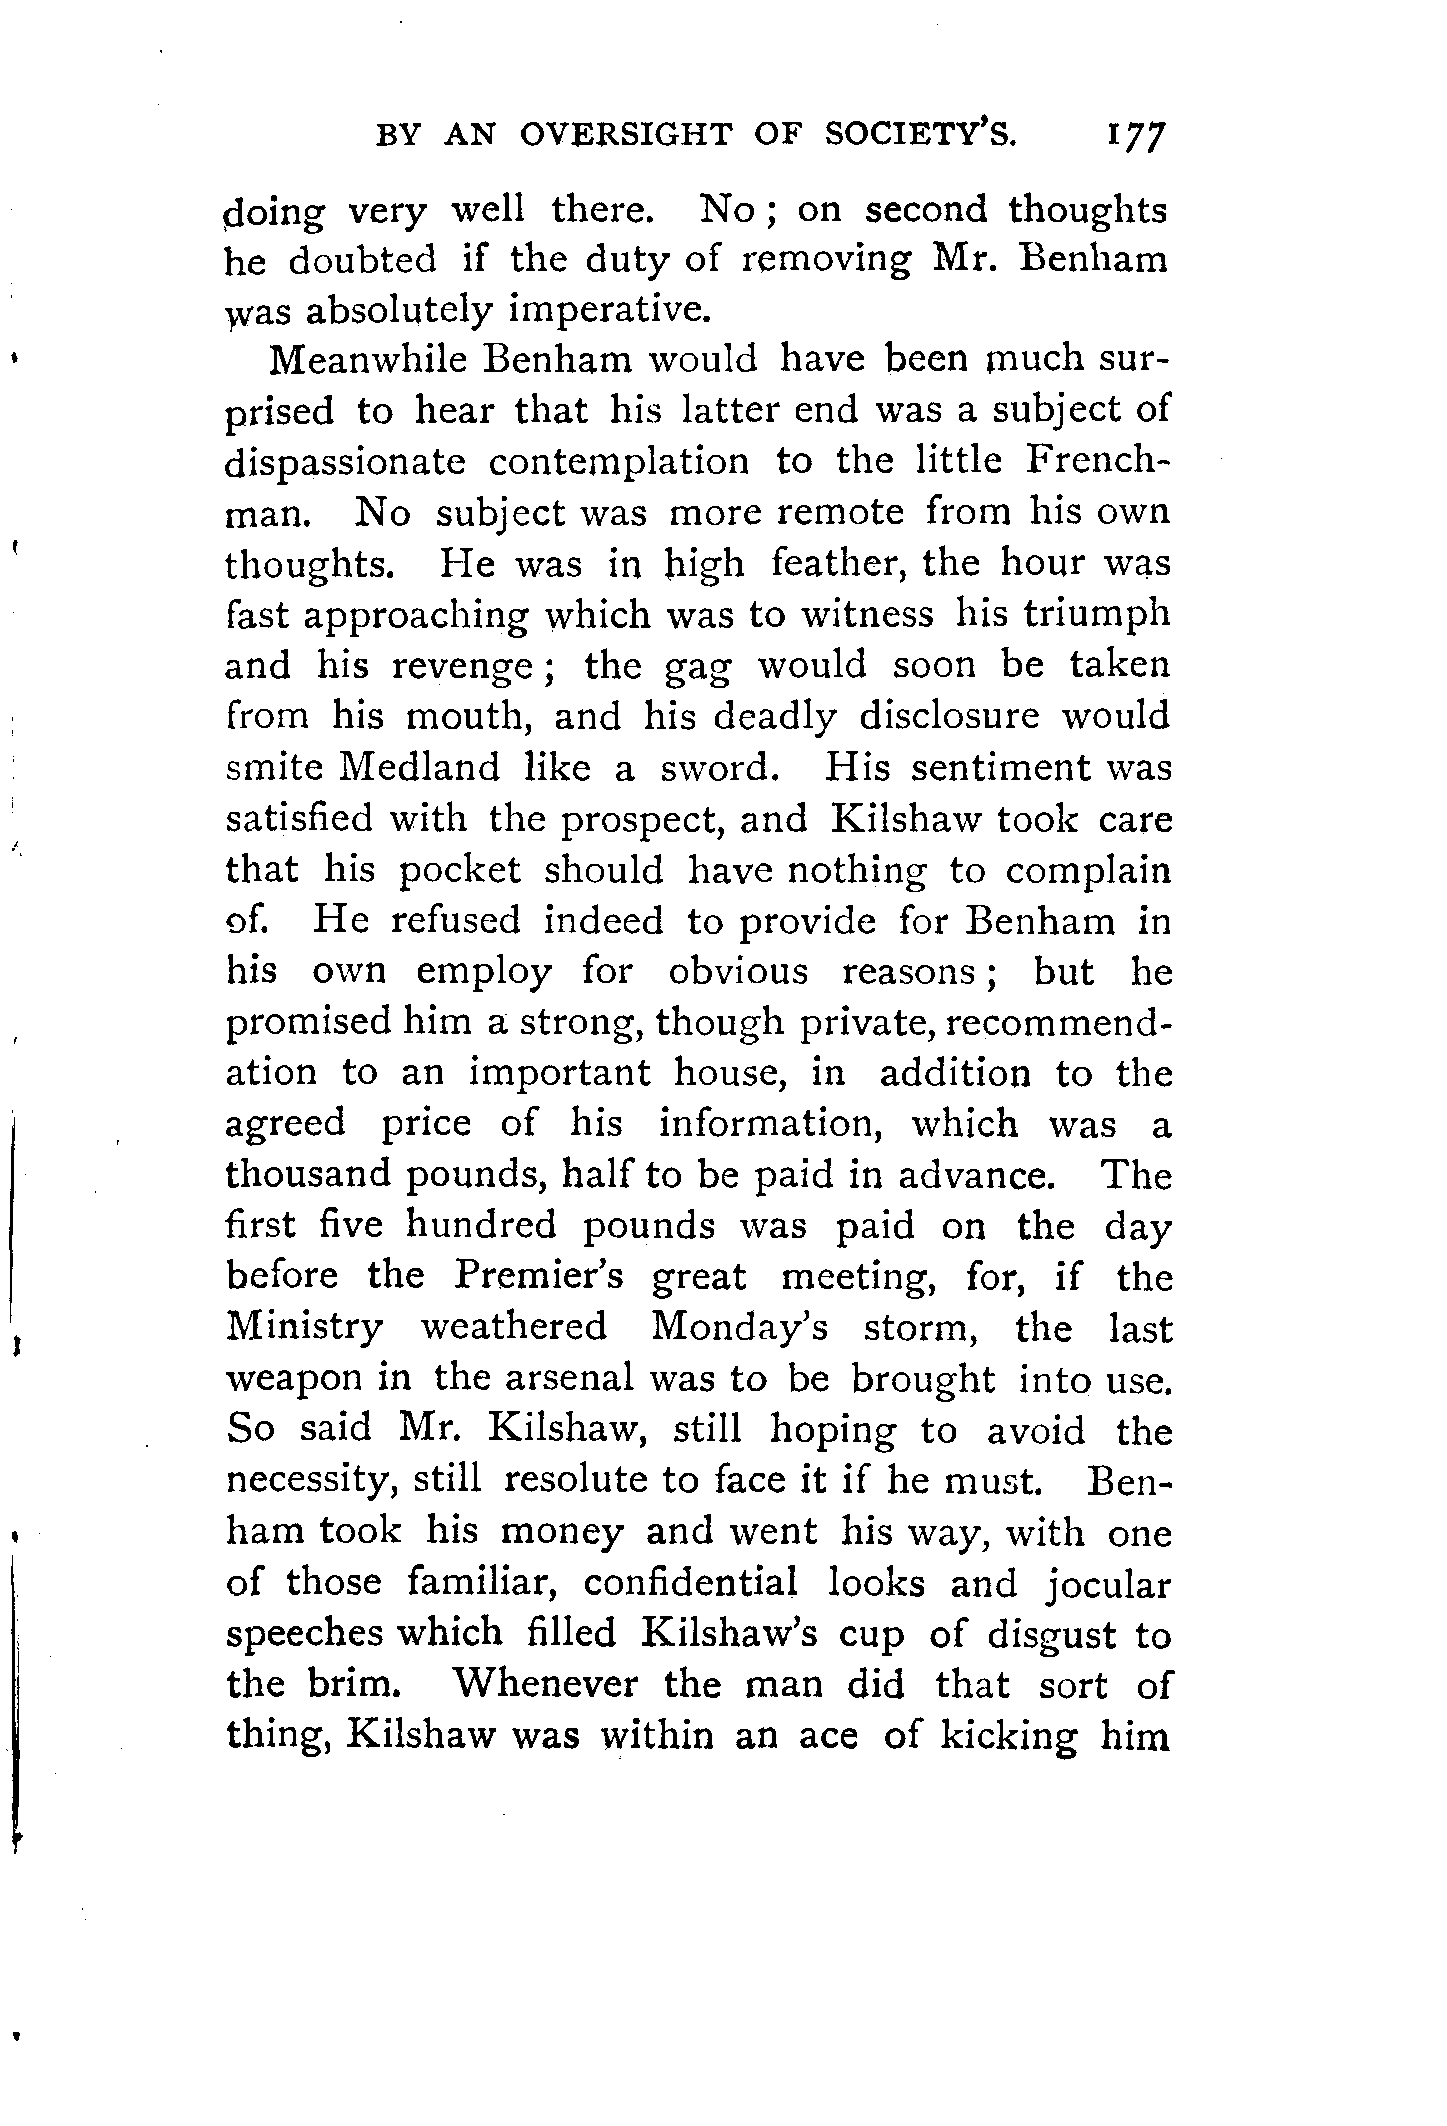 BY AN OVERSIGHT OF SOCIETY'S. 177
doing very well there. No; on second thoughts
he doubted if the duty of removing Mr. Benham
was absolutely imperative.
Meanwhile Benham would have been much sur-
prised to hear that his latter end was a subject of
dispassionate contemplation to the little French-
man. No subject was more remote from his own
thoughts. He was in high feather, the hour was
fast approaching which was to witness his triumph
and his revenge; the gag would soon be taken
from his mouth, and his deadly disclosure would
smite Medland like a sword. His sentiment was
satisfied with the prospect, and Kilshaw took care
that his pocket should have nothing to complain
of. He refused indeed to provide for Benham in
his own employ for obvious reasons; but he
promised him a strong, though private, recommend-
ation to an important house, in addition to the
agreed price of his information, which was a
thousand pounds, half to be paid in advance. The
first five hundred pounds was paid on the day
before the Premier's great meeting, for, if the
Ministry weathered Monday's storm, the last
weapon in the arsenal was to be brought into use.
So said Mr. Kilshaw, still hoping to avoid the
necessity, still resolute to face it if he must. Ben-
ham took his money and went his way, with one
of those familiar, confidential looks and jocular
speeches which filled Kilshaw's cup of disgust to
the brim. Whenever the man did that sort of
thing, Kilshaw was within an ace of kicking him